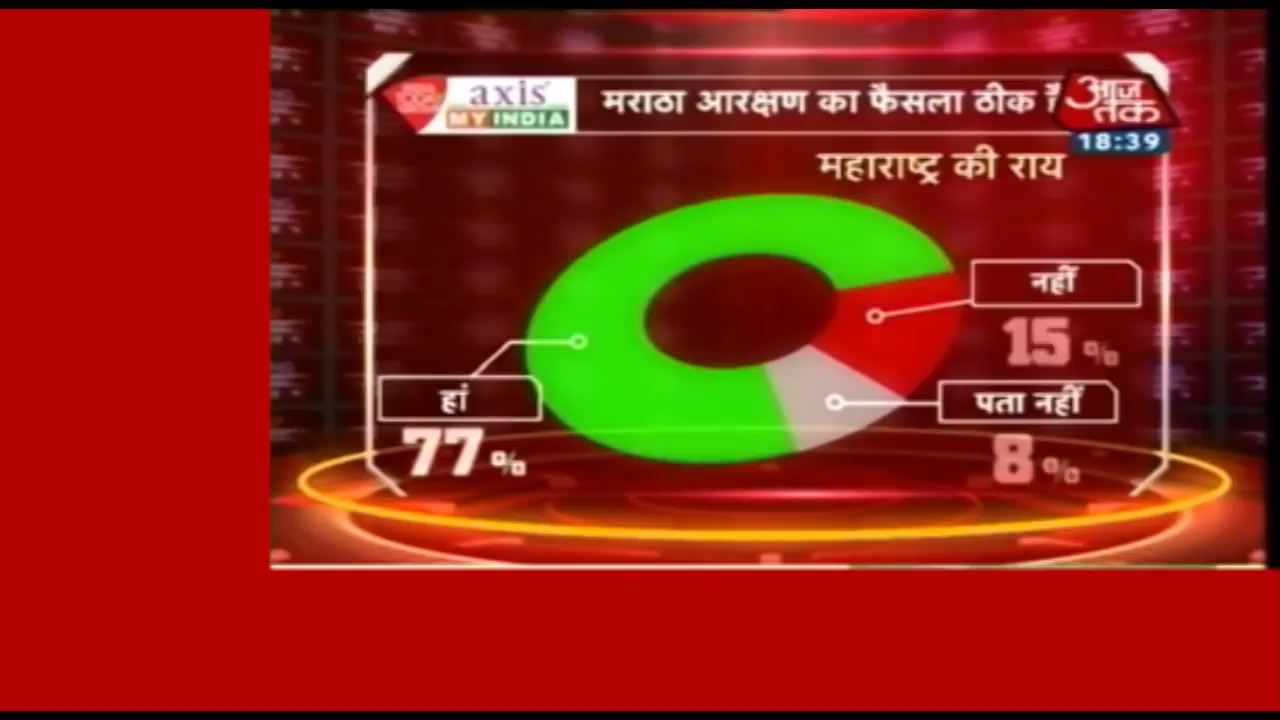 axis
MY INDIA
मराठा आरक्षण का फैसला ठीक
आज
तक
18:39
महाराष्ट्र की राय
नहीं
15 %
हां
77 %
पता नहीं
8 %